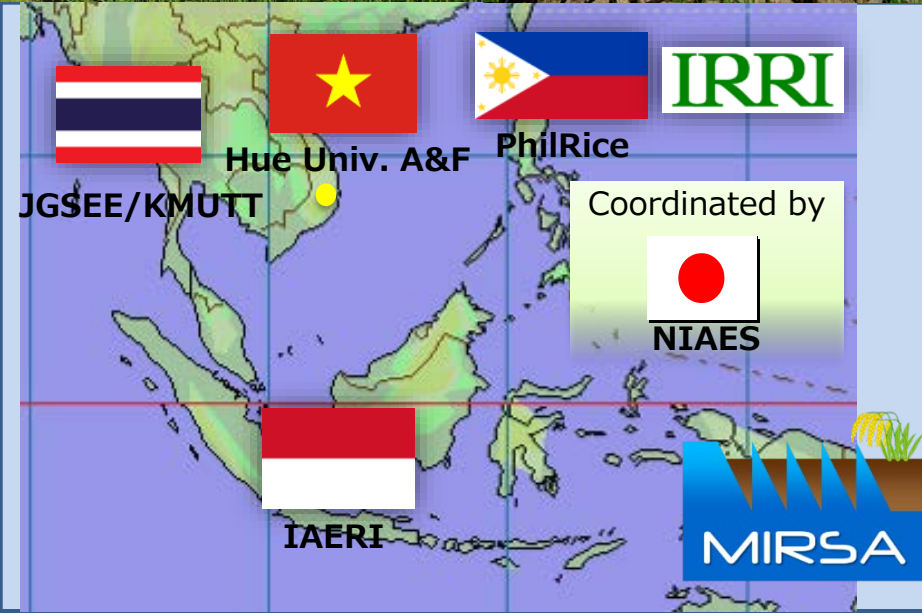 IRRI
PhilRice
Hue Univ. A&F
JGSEE/KMUTT
Coordinated by
NIAES
IAERI
MIRSA